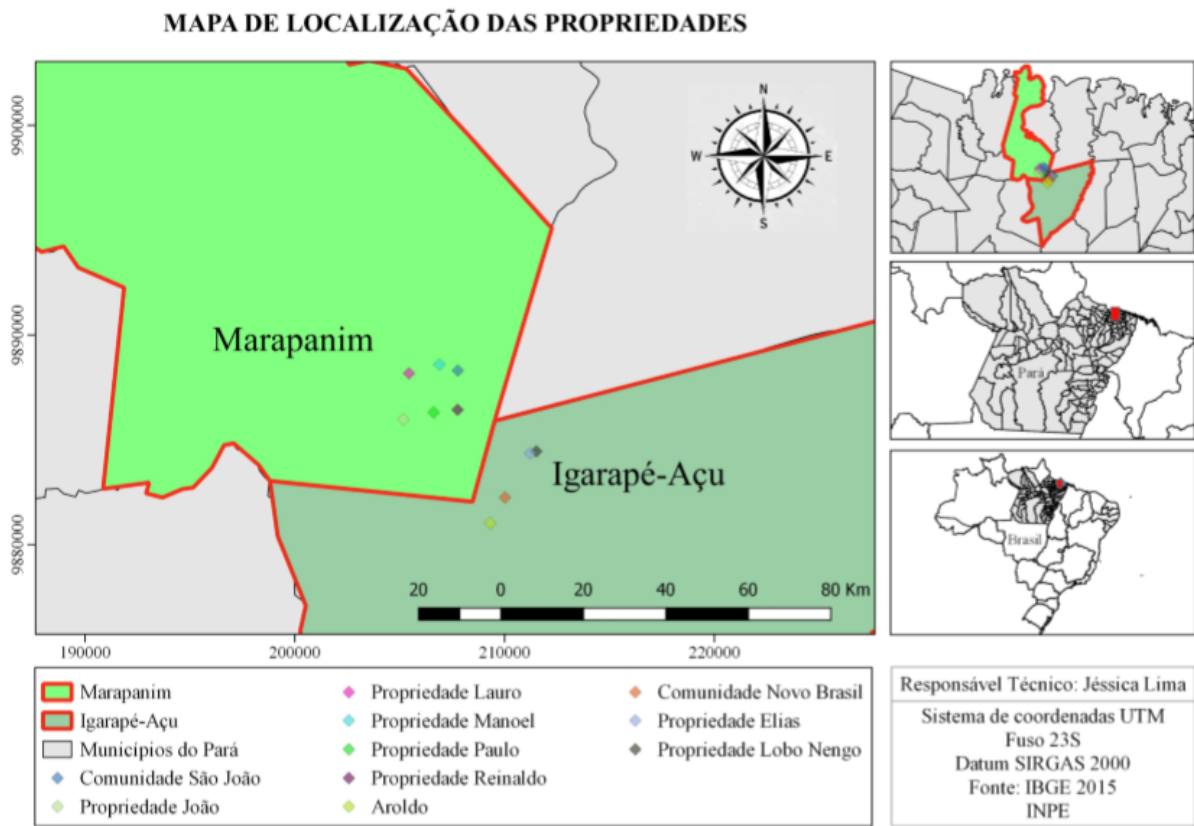 MAPA DE LOCALIZAÇÃO DAS PROPRIEDADES
N
W
E
S
9900000
9890000
9880000
Marapanim
Igarapé-Açu
20 0 20 40 60 80 Km
190000 200000 210000 220000
Pará
Brasil
Marapanim
Igarapé-Açu
Municípios do Pará
Comunidade São João
Propriedade João
Propriedade Lauro
Propriedade Manoel
Propriedade Paulo
Propriedade Reinaldo
Aroldo
Comunidade Novo Brasil
Propriedade Elias
Propriedade Lobo Nengo
Responsável Técnico: Jéssica Lima
Sistema de coordenadas UTM
Fuso 23S
Datum SIRGAS 2000
Fonte: IBGE 2015
INPE